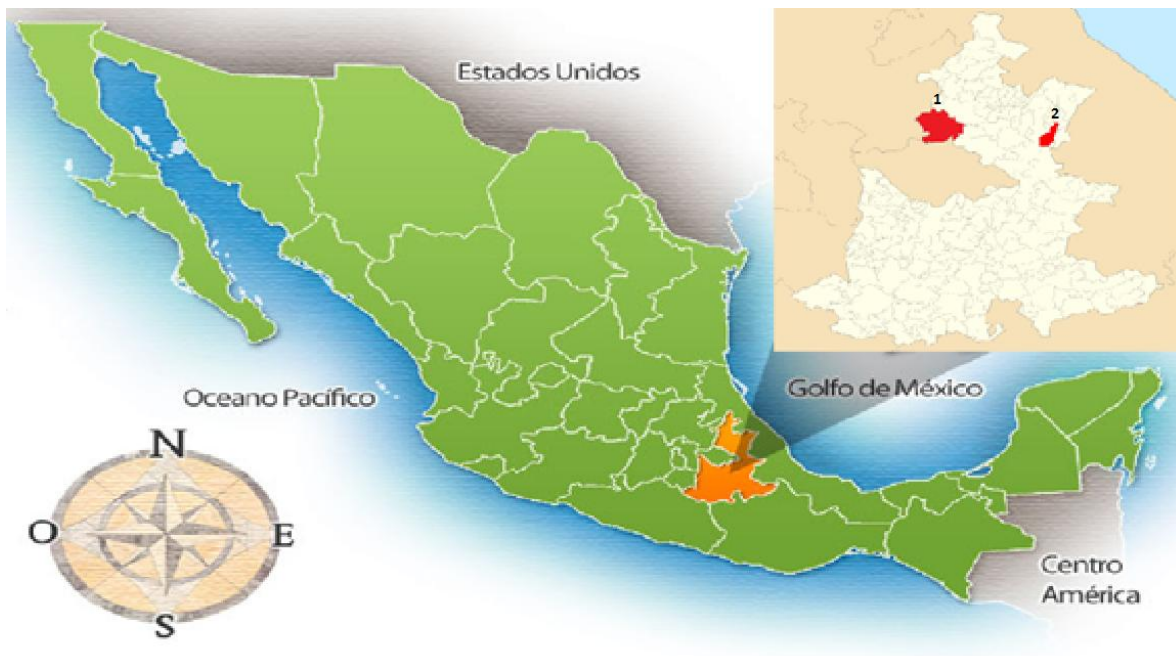 Estados Unidos
1
2
Oceano Pacífico
Golfo de México
N
O
E
S
Centro
América